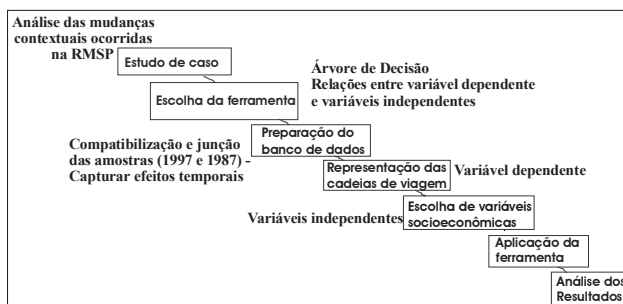 Análise das mudanças
contextuais ocorridas
na RMSP
Estudo de caso
Árvore de Decisão
Relações entre variável dependente
e variáveis independentes
Escolha da ferramenta
Preparação do
banco de dados
Compatibilização e junção
das amostras (1997 e 1987) -
Capturar efeitos temporais
Representação das
cadeias de viagem
Variável dependente
Variáveis independentes
Escolha de variáveis
socioeconômicas
Aplicação da
ferramenta
Análise dos
Resultados